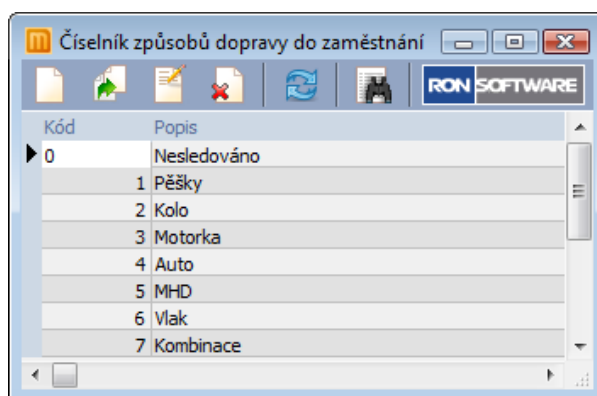 Číselník způsobů dopravy do zaměstnání
RON SOFTWARE
Kód Popis
0 Nesledováno
1 Pěšky
2 Kolo
3 Motorka
4 Auto
5 MHD
6 Vlak
7 Kombinace